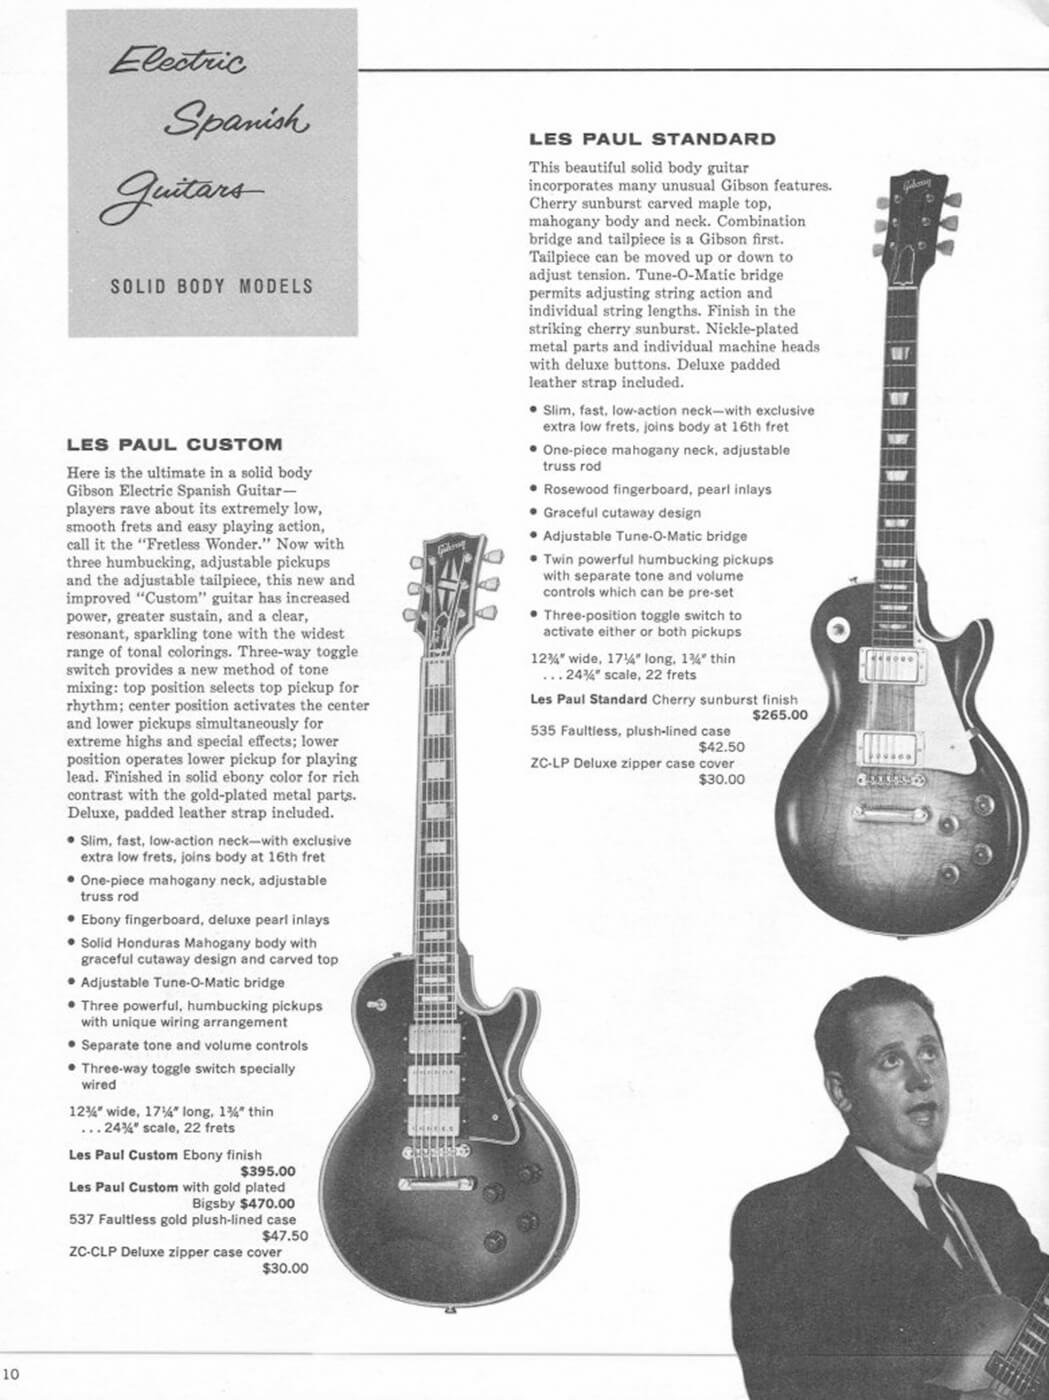 Electric
Spanish
Guitars
SOLID BODY MODELS
LES PAUL STANDARD
This beautiful solid body guitar
incorporates many unusual Gibson features.
Cherry sunburst carved maple top,
mahogany body and neck. Combination
bridge and tailpiece is a Gibson first.
Tailpiece can be moved up or down to
adjust tension. Tune-O-Matic bridge
permits adjusting string action and
individual string lengths. Finish in the
striking cherry sunburst. Nickle-plated
metal parts and individual machine heads
with deluxe buttons. Deluxe padded
leather strap included.
• Slim, fast, low-action neck—with exclusive
extra low frets, joins body at 16th fret
• One-piece mahogany neck, adjustable
truss rod
• Rosewood fingerboard, pearl inlays
• Graceful cutaway design
• Adjustable Tune-O-Matic bridge
• Twin powerful humbucking pickups
with separate tone and volume
controls which can be pre-set
• Three-position toggle switch to
activate either or both pickups
12¾″ wide, 17¼″ long, 1¾″ thin
. . . 24¾″ scale, 22 frets
Les Paul Standard Cherry sunburst finish
$265.00
535 Faultless, plush-lined case
$42.50
ZC-LP Deluxe zipper case cover
$30.00
Gibson
LES PAUL CUSTOM
Here is the ultimate in a solid body
Gibson Electric Spanish Guitar—
players rave about its extremely low,
smooth frets and easy playing action,
call it the “Fretless Wonder.” Now with
three humbucking, adjustable pickups
and the adjustable tailpiece, this new and
improved “Custom” guitar has increased
power, greater sustain, and a clear,
resonant, sparkling tone with the widest
range of tonal colorings. Three-way toggle
switch provides a new method of tone
mixing: top position selects top pickup for
rhythm; center position activates the center
and lower pickups simultaneously for
extreme highs and special effects; lower
position operates lower pickup for playing
lead. Finished in solid ebony color for rich
contrast with the gold-plated metal parts.
Deluxe, padded leather strap included.
• Slim, fast, low-action neck—with exclusive
extra low frets, joins body at 16th fret
• One-piece mahogany neck, adjustable
truss rod
• Ebony fingerboard, deluxe pearl inlays
• Solid Honduras Mahogany body with
graceful cutaway design and carved top
• Adjustable Tune-O-Matic bridge
• Three powerful, humbucking pickups
with unique wiring arrangement
• Separate tone and volume controls
• Three-way toggle switch specially
wired
12¾″ wide, 17¼″ long, 1¾″ thin
. . . 24¾″ scale, 22 frets
Les Paul Custom Ebony finish
$395.00
Les Paul Custom with gold plated
Bigsby $470.00
537 Faultless gold plush-lined case
$47.50
ZC-CLP Deluxe zipper case cover
$30.00
Gibson
10